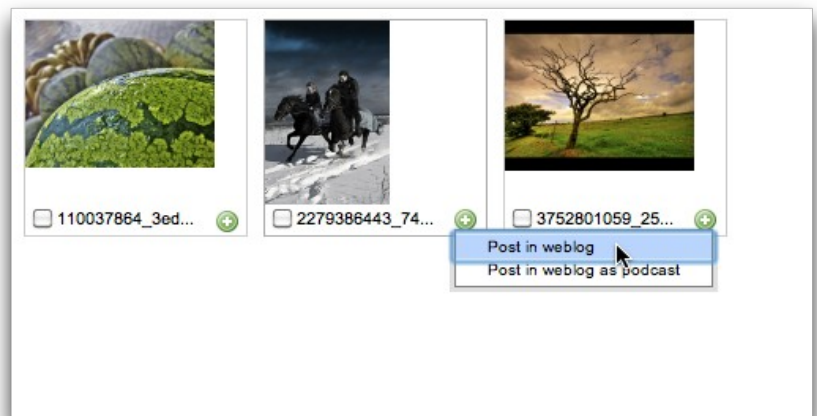 110037864_3ed...
2279386443_74...
3752801059_25...
Post in weblog
Post in weblog as podcast